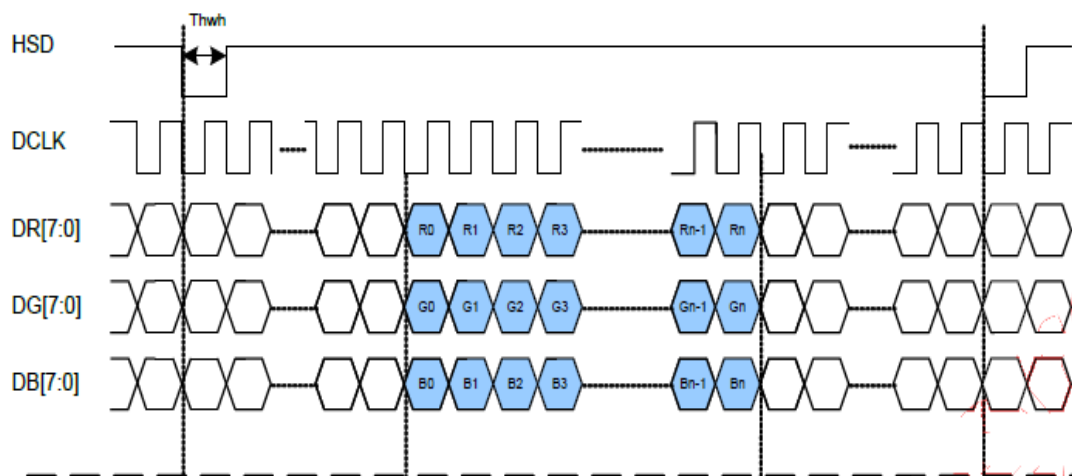 Thwh
HSD
DCLK
DR[7:0]
R0 R1 R2 R3 Rn-1 Rn
DG[7:0]
G0 G1 G2 G3 Gn-1 Gn
DB[7:0]
B0 B1 B2 B3 Bn-1 Bn